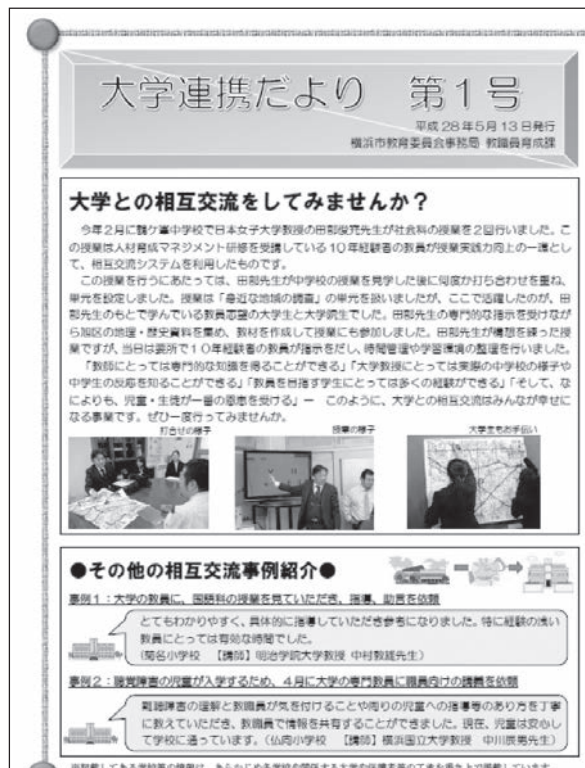 大学連携だより 第1号
平成28年5月13日発行
横浜市教育委員会事務局 教職員育成課
大学との相互交流をしてみませんか？
今年2月に鶴ケ峯中学校で日本女子大学教授の田部俊充先生が社会科の授業を2回行いました。こ
の授業は人材育成マネジメント研修を受講している10年経験者の教員が授業実践力向上の一環とし
て、相互交流システムを利用したものです。
この授業を行うにあたっては、田部先生が中学校の授業を見学した後に何度か打ち合わせを重ね、
単元を設定しました。授業は「身近な地域の調査」の単元を扱いましたが、ここで活躍したのが、田
部先生のもとで学んでいる教員志望の大学生と大学院生でした。田部先生の専門的な指示を受けなが
ら旭区の地理・歴史資料を集め、教材を作成して授業にも参加しました。田部先生が構想を練った授
業ですが、当日は要所で10年経験者の教員が指示をだし、時間管理や学習環境の整理を行いました。
「教師にとっては専門的な知識を得ることができる」「大学教授にとっては実際の中学校の様子や
中学生の反応を知ることができる」「教員を目指す学生にとっては多くの経験ができる」「そして、な
によりも、児童・生徒が一番の恩恵を受ける」－ このように、大学との相互交流はみんなが幸せに
なる事業です。ぜひ一度行ってみませんか。
打合せの様子
授業の様子
大学生もお手伝い
●その他の相互交流事例紹介●
事例1：大学の教員に、国語科の授業を見ていただき、指導、助言を依頼
とてもわかりやすく、具体的に指導していただき参考になりました。特に経験の浅い
教員にとっては有効な時間でした。
（菊名小学校 【講師】明治学院大学教授 中村敦雄先生）
事例2：聴覚障害の児童が入学するため、4月に大学の専門教員に職員向けの講義を依頼
難聴障害の理解と教職員が気を付けることや周りの児童への指導等のあり方を丁寧
に教えていただき、教職員で情報を共有することができました。現在、児童は安心し
て学校に通っています。（仏向小学校 【講師】横浜国立大学教授 中川辰男先生）